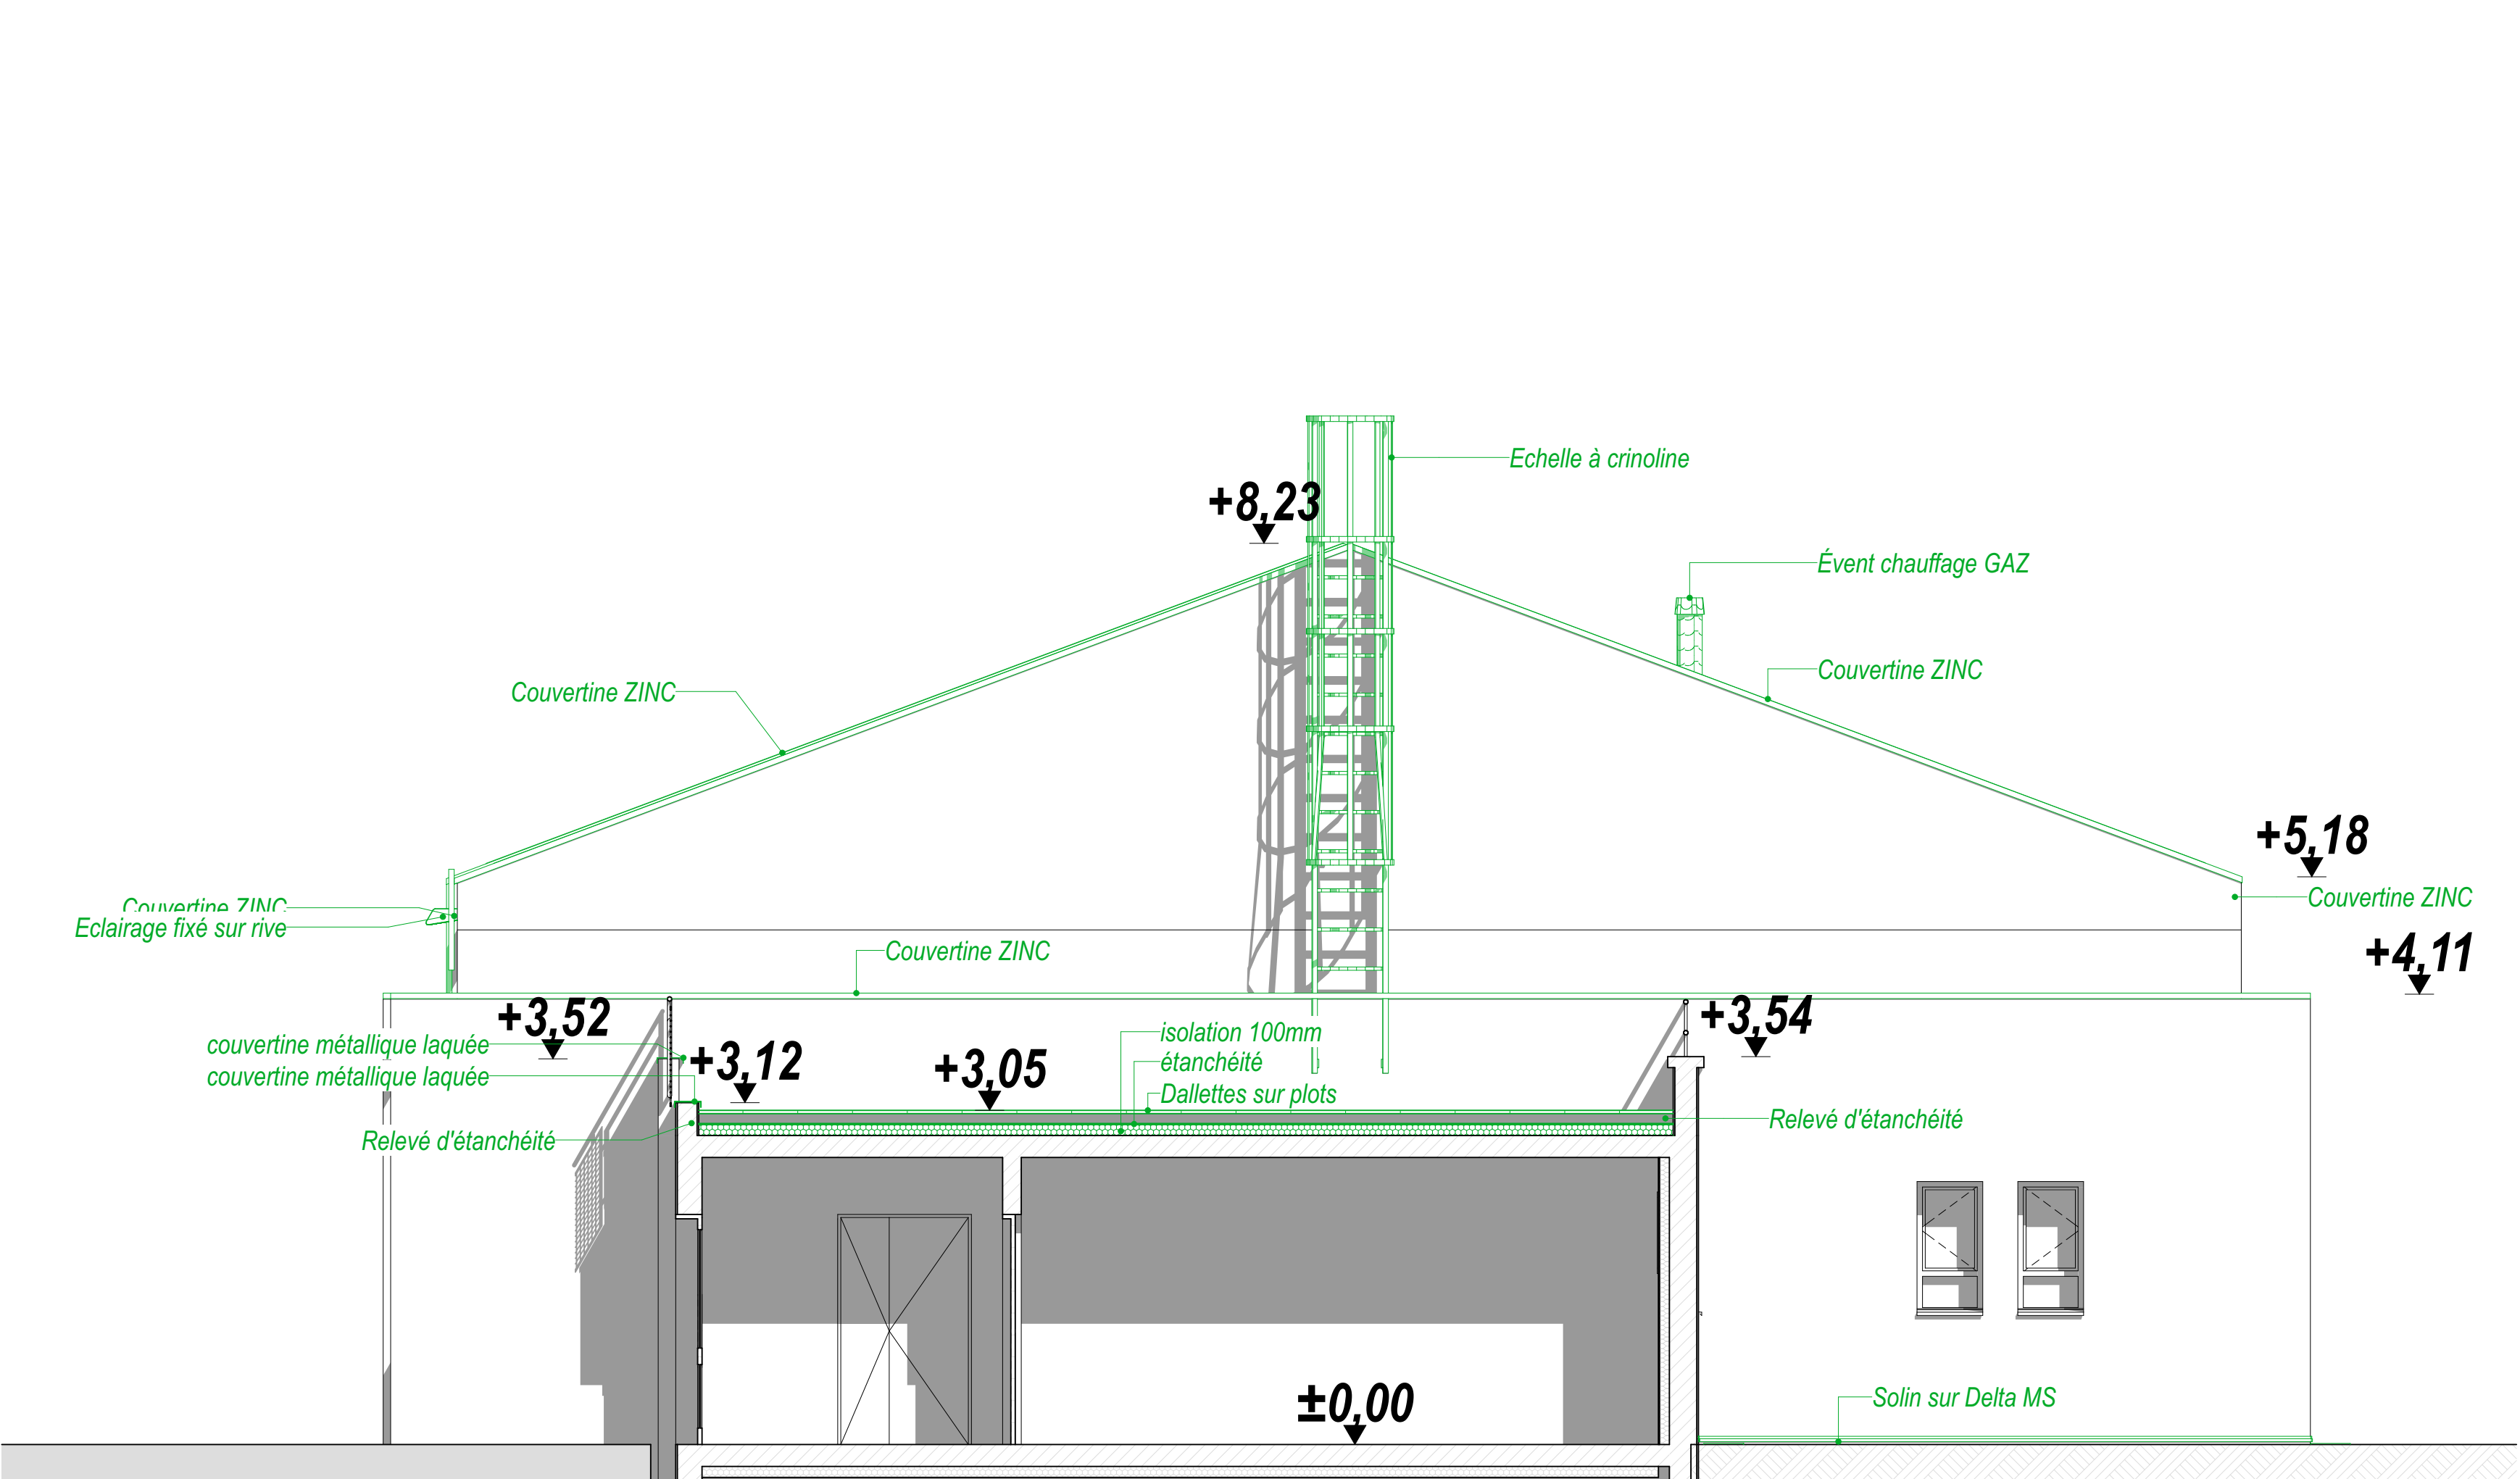 Echelle à crinoline
+8,23
Évent chauffage GAZ
Couvertine ZINC
Couvertine ZINC
+5,18
Couvertine ZINC
Couvertine ZINC
Eclairage fixé sur rive
Couvertine ZINC
+4,11
+3,52
+3,54
isolation 100mm
couvertine métallique laquée
+3,12
+3,05
étanchéité
couvertine métallique laquée
Dallettes sur plots
Relevé d'étanchéité
Relevé d'étanchéité
±0,00
Solin sur Delta MS